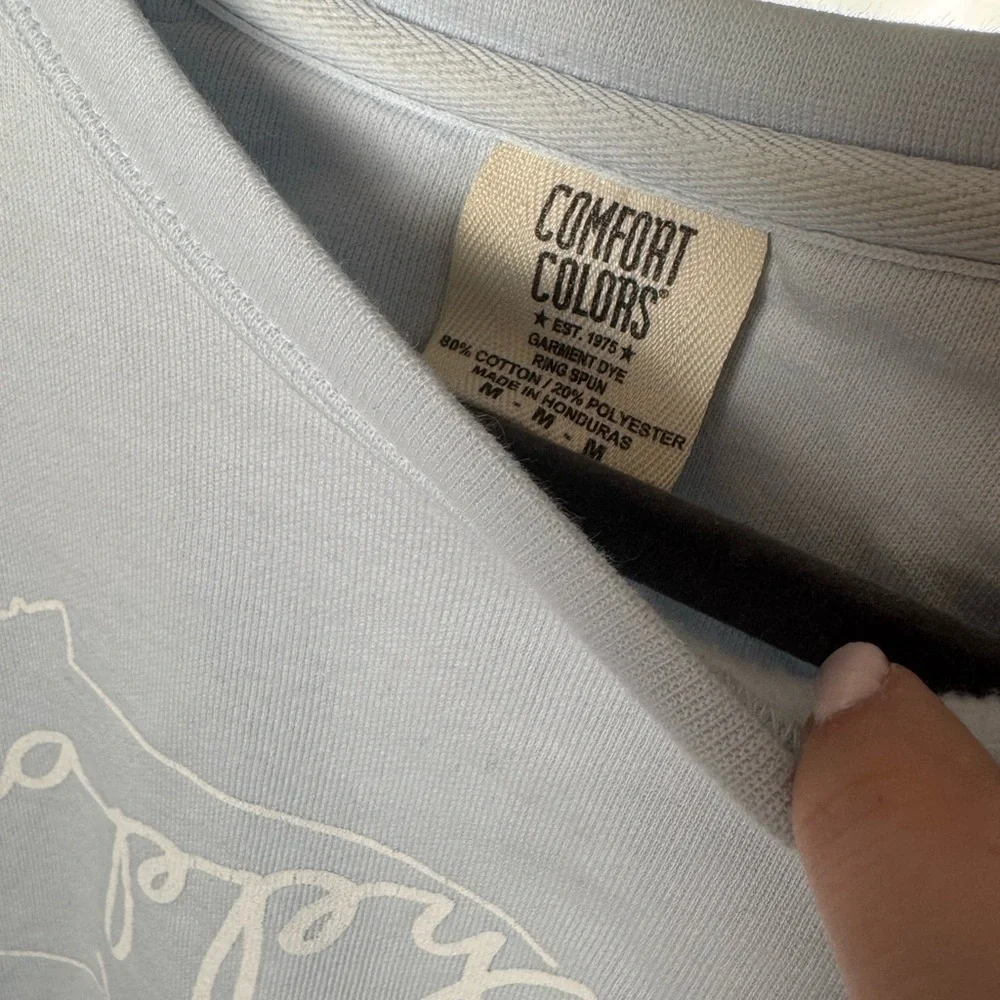 COMFORT
COLORS®
★ EST. 1975 ★
GARMENT DYE
RING SPUN
80% COTTON / 20% POLYESTER
MADE IN HONDURAS
M - M - M